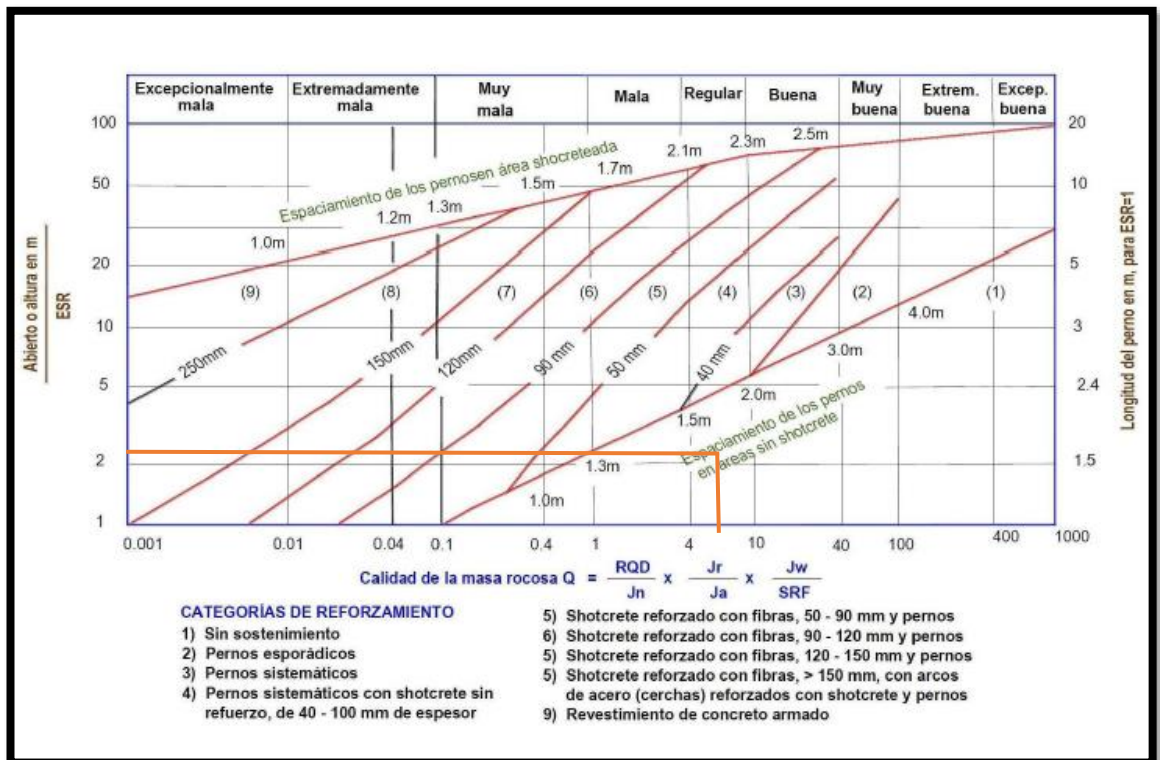 Excepcionalmente mala
Extremadamente mala
Muy mala
Mala
Regular
Buena
Muy buena
Extrem. buena
Excep. buena
Abierto o altura en m
ESR
100
50
20
10
5
2
1
20
10
5
3
2.4
1.5
Longitud del perno en m, para ESR=1
Espaciamiento de los pernosen área shocreteada
1.0m
1.2m
1.3m
1.5m
1.7m
2.1m
2.3m
2.5m
(9)
(8)
(7)
(6)
(5)
(4)
(3)
(2)
(1)
250mm
150mm
120mm
90 mm
50 mm
40 mm
1.0m
1.3m
1.5m
2.0m
3.0m
4.0m
Espaciamiento de los pernos
en áreas sin shotcrete
0.001
0.01
0.04
0.1
0.4
1
4
10
40
100
400
1000
Calidad de la masa rocosa Q = RQD / Jn x Jr / Ja x Jw / SRF
CATEGORÍAS DE REFORZAMIENTO
1) Sin sostenimiento
2) Pernos esporádicos
3) Pernos sistemáticos
4) Pernos sistemáticos con shotcrete sin
refuerzo, de 40 - 100 mm de espesor
5) Shotcrete reforzado con fibras, 50 - 90 mm y pernos
6) Shotcrete reforzado con fibras, 90 - 120 mm y pernos
5) Shotcrete reforzado con fibras, 120 - 150 mm y pernos
5) Shotcrete reforzado con fibras, > 150 mm, con arcos
de acero (cerchas) reforzados con shotcrete y pernos
9) Revestimiento de concreto armado